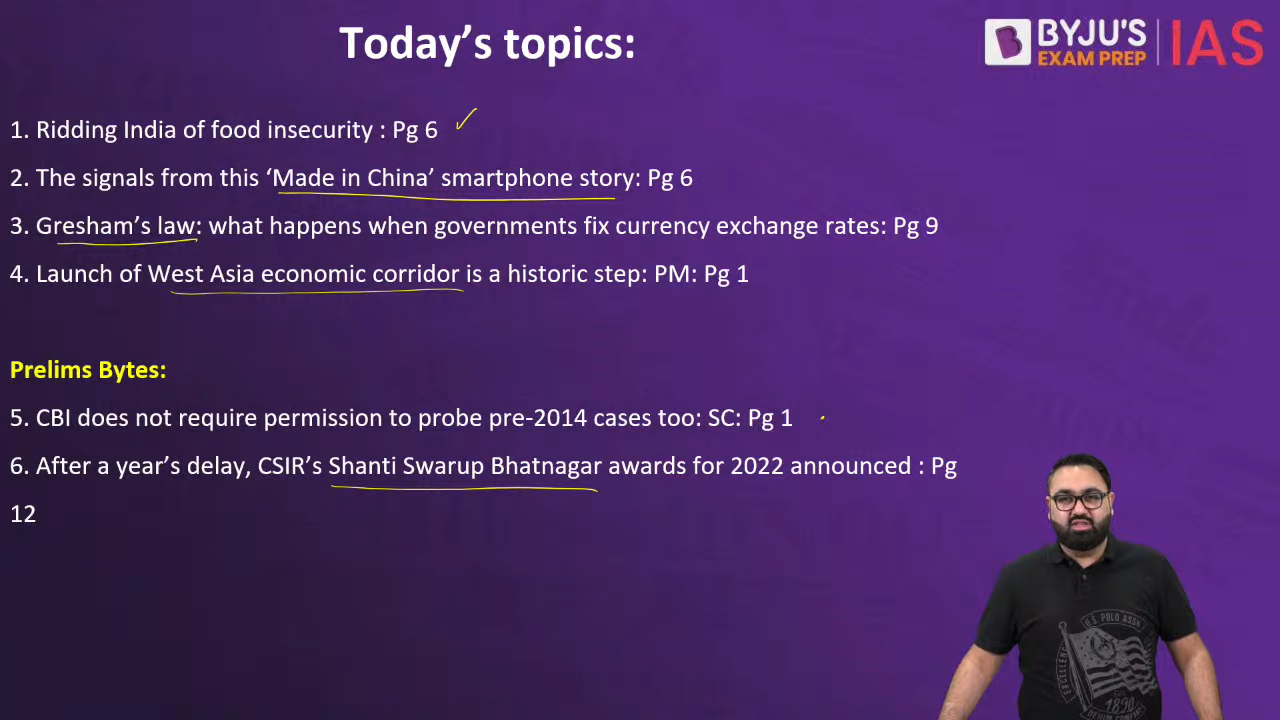 Today's topics:
BYJU'S
EXAM PREP
IAS
1. Ridding India of food insecurity : Pg 6
2. The signals from this ‘Made in China’ smartphone story: Pg 6
3. Gresham’s law: what happens when governments fix currency exchange rates: Pg 9
4. Launch of West Asia economic corridor is a historic step: PM: Pg 1
Prelims Bytes:
5. CBI does not require permission to probe pre-2014 cases too: SC: Pg 1
6. After a year’s delay, CSIR’s Shanti Swarup Bhatnagar awards for 2022 announced : Pg
12
U.S. POLO ASSN.
1890